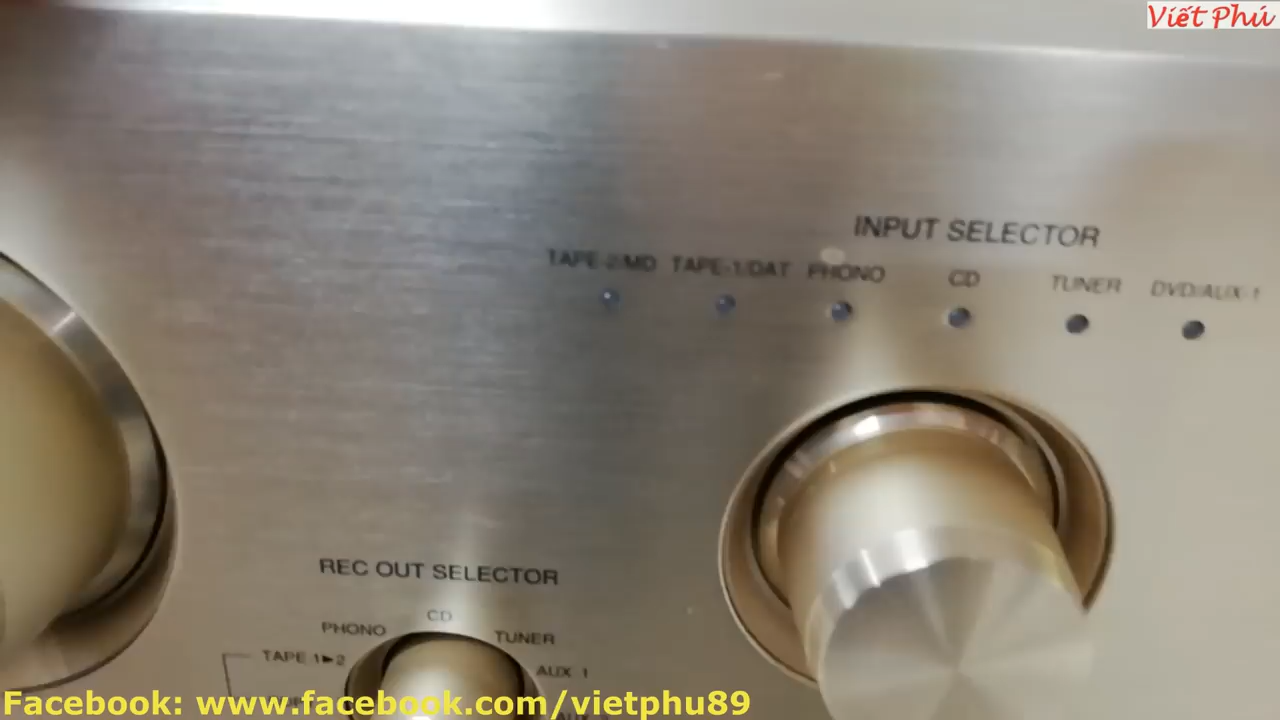 Việt Phú
INPUT SELECTOR
TAPE-2/MD TAPE-1/DAT PHONO CD TUNER DVD/AUX-1
REC OUT SELECTOR
CD
PHONO TUNER
TAPE 1►2 AUX 1
Facebook: www.facebook.com/vietphu89